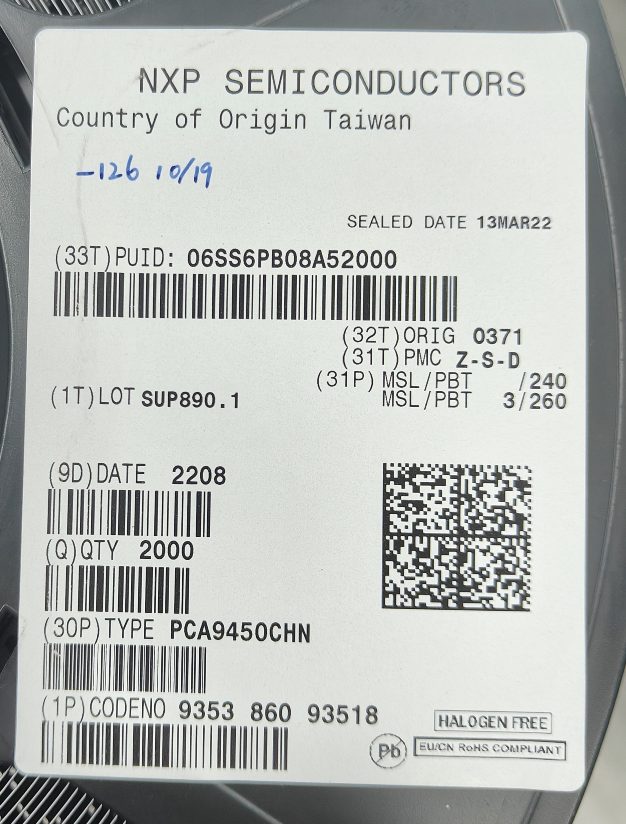 NXP SEMICONDUCTORS
Country of Origin Taiwan
-126 10/19
SEALED DATE 13MAR22
(33T)PUID: 06SS6PB08A52000
(32T)ORIG 0371
(31T)PMC Z-S-D
(31P)MSL/PBT /240
(1T)LOT SUP890.1
MSL/PBT 3/260
(9D)DATE 2208
(Q)QTY 2000
(30P)TYPE PCA9450CHN
(1P)CODENO 9353 860 93518
HALOGEN FREE
Pb
EU/CN RoHS COMPLIANT